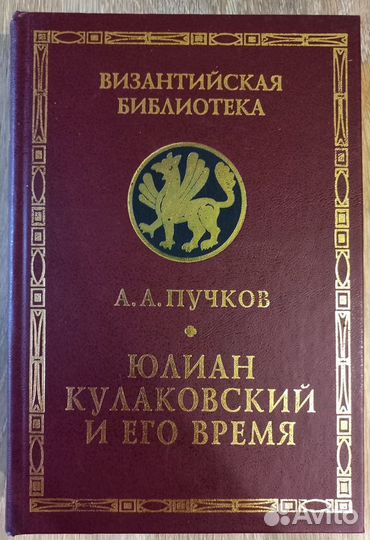 ВИЗАНТИЙСКАЯ
БИБЛИОТЕКА
А. А. ПУЧКОВ
ЮЛИАН
КУЛАКОВСКИЙ
И ЕГО ВРЕМЯ
Avito